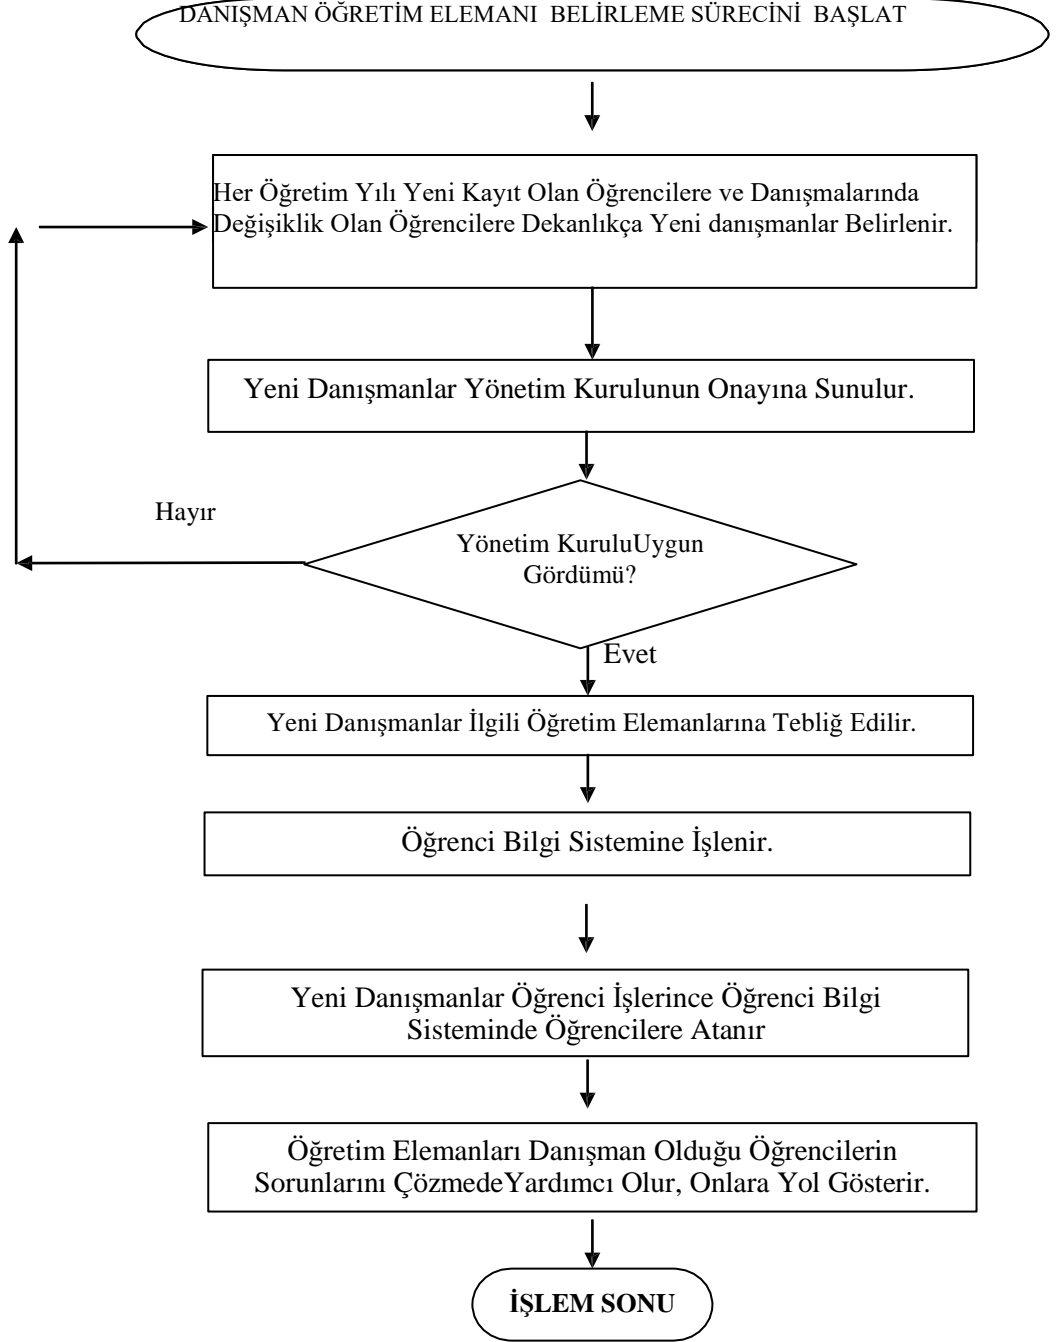 DANIŞMAN ÖĞRETİM ELEMANI BELİRLEME SÜRECİNİ BAŞLAT
Her Öğretim Yılı Yeni Kayıt Olan Öğrencilere ve Danışmalarında
Değişiklik Olan Öğrencilere Dekanlıkça Yeni danışmanlar Belirlenir.
Yeni Danışmanlar Yönetim Kurulunun Onayına Sunulur.
Hayır
Yönetim KuruluUygun
Gördümü?
Evet
Yeni Danışmanlar İlgili Öğretim Elemanlarına Tebliğ Edilir.
Öğrenci Bilgi Sistemine İşlenir.
Yeni Danışmanlar Öğrenci İşlerince Öğrenci Bilgi
Sisteminde Öğrencilere Atanır
Öğretim Elemanları Danışman Olduğu Öğrencilerin
Sorunlarını ÇözmedeYardımcı Olur, Onlara Yol Gösterir.
İŞLEM SONU